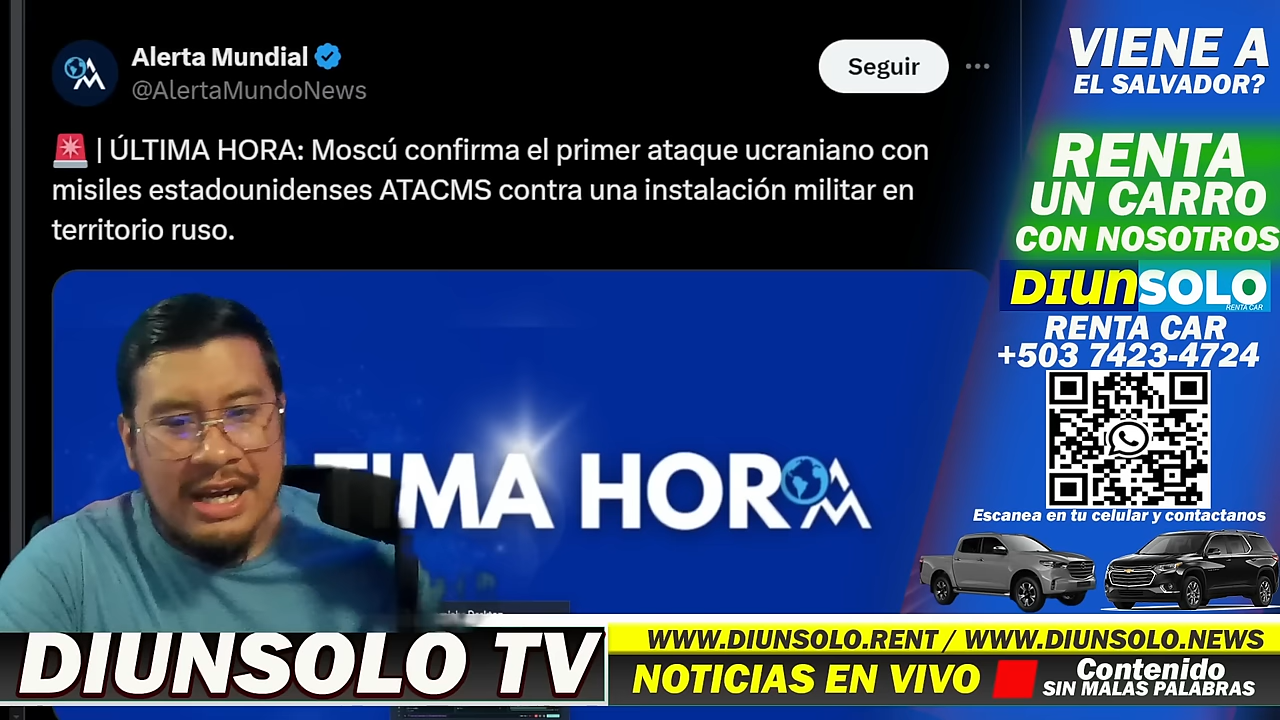 Alerta Mundial
@AlertaMundoNews
Seguir
🚨 | ÚLTIMA HORA: Moscú confirma el primer ataque ucraniano con
misiles estadounidenses ATACMS contra una instalación militar en
territorio ruso.
TIMA HORA
VIENE A
EL SALVADOR?
RENTA
UN CARRO
CON NOSOTROS
DIUNSOLO
RENTA CAR
RENTA CAR
+503 7423-4724
Escanea en tu celular y contactanos
DIUNSOLO TV
WWW.DIUNSOLO.RENT / WWW.DIUNSOLO.NEWS
NOTICIAS EN VIVO
Contenido
SIN MALAS PALABRAS